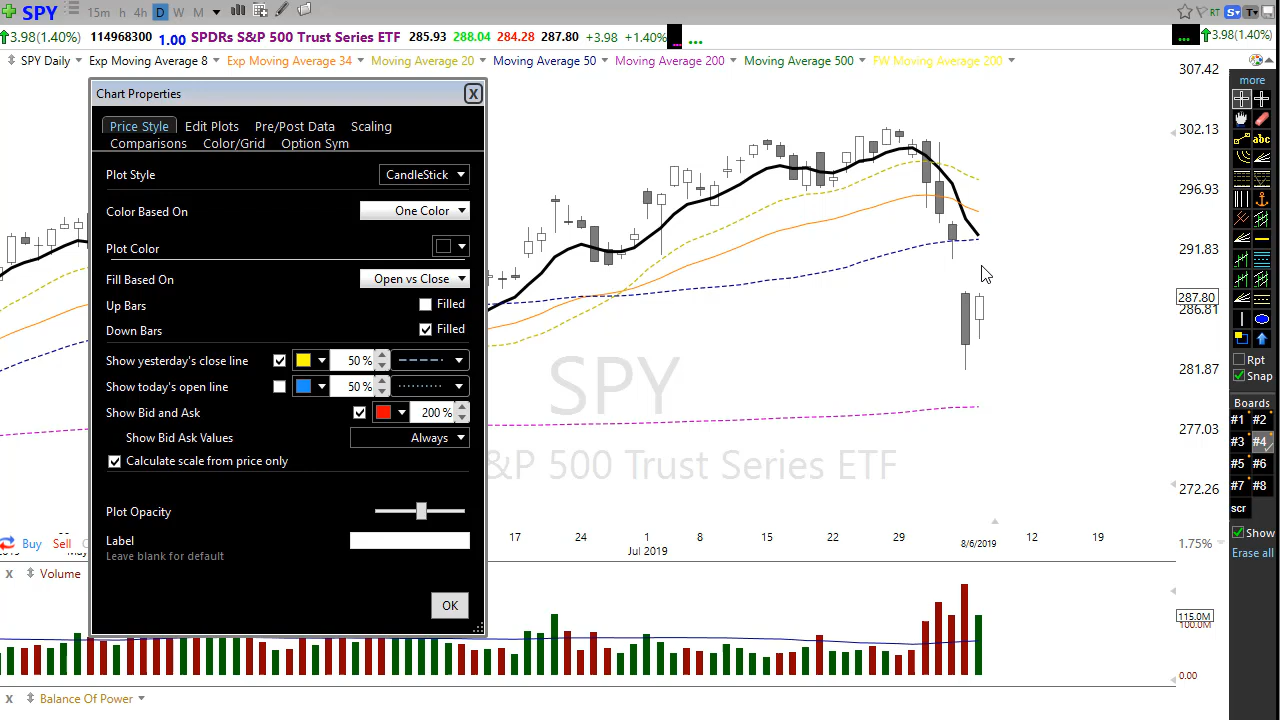 SPY 15m h 4h D W M RT S T
3.98(1.40%) 114968300 1.00 SPDRs S&P 500 Trust Series ETF 285.93 288.04 284.28 287.80 +3.98 +1.40% ... ... ... 3.98(1.40%)
SPY Daily Exp Moving Average 8 Exp Moving Average 34 Moving Average 20 Moving Average 50 Moving Average 200 Moving Average 500 FW Moving Average 200
307.42
more
Chart Properties X
abc
Price Style Edit Plots Pre/Post Data Scaling
302.13
Comparisons Color/Grid Option Sym
Plot Style CandleStick
296.93
Color Based On One Color
Plot Color
291.83
Fill Based On Open vs Close
287.80
Up Bars Filled
286.81
Down Bars Filled
Show yesterday's close line 50 %
Rpt
281.87
Snap
Show today's open line 50 %
SPY
Boards
Show Bid and Ask 200 %
#1 #2
277.03
Show Bid Ask Values Always
#3 #4
Calculate scale from price only
&P 500 Trust Series ETF
#5 #6
272.26
#7 #8
Plot Opacity
scr
Label
Leave blank for default
17 24 1 8 15 22 29 8/6/2019 12 19
Jul 2019
Buy Sell
1.75%
Show
Erase all
x Volume
OK
115.0M
100.0M
0.00
x Balance Of Power